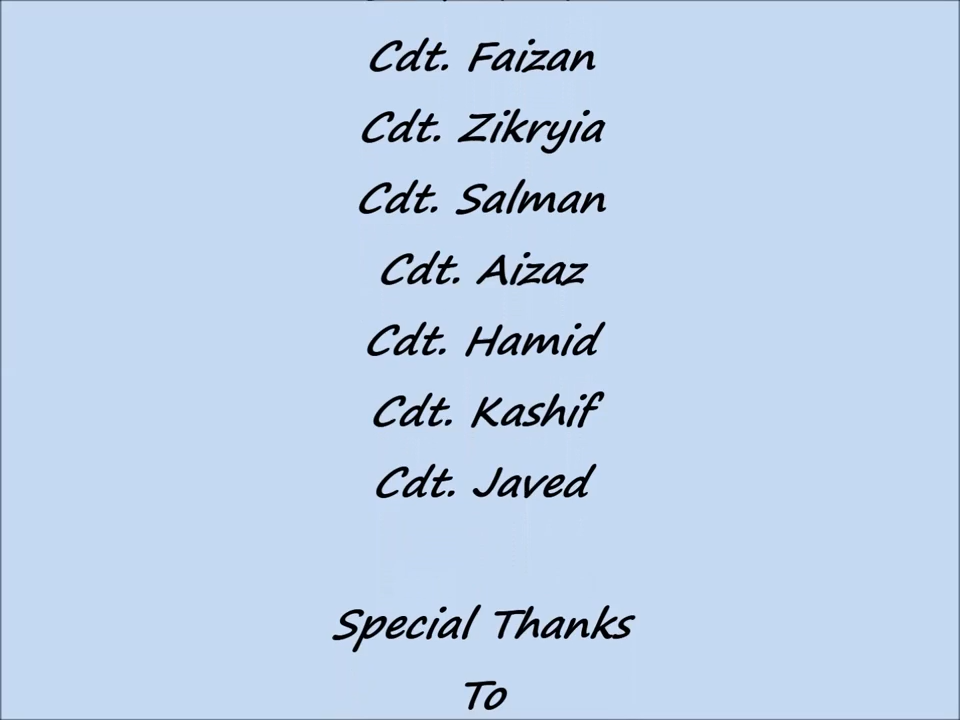 Cdt. Faizan
Cdt. Zikryia
Cdt. Salman
Cdt. Aizaz
Cdt. Hamid
Cdt. Kashif
Cdt. Javed
Special Thanks
To